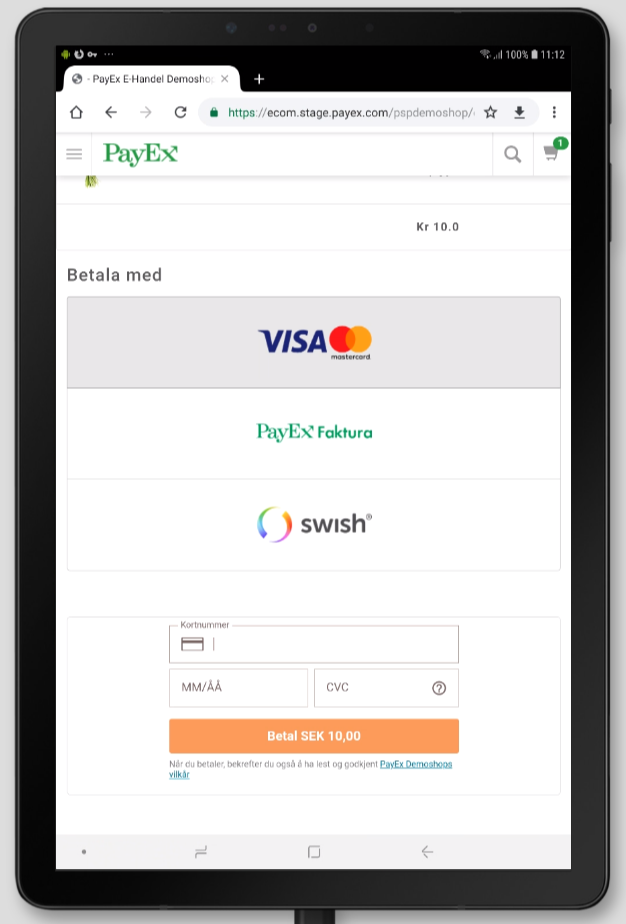 100% 11:12
- PayEx E-Handel Demoshop
https://ecom.stage.payex.com/pspdemoshop/
PayEx
1
Kr 10.0
Betala med
VISA
mastercard
PayEx Faktura
swish®
Kortnummer
MM/ÅÅ
CVC
Betal SEK 10,00
Når du betaler, bekrefter du også å ha lest og godkjent PayEx Demoshops
vilkår